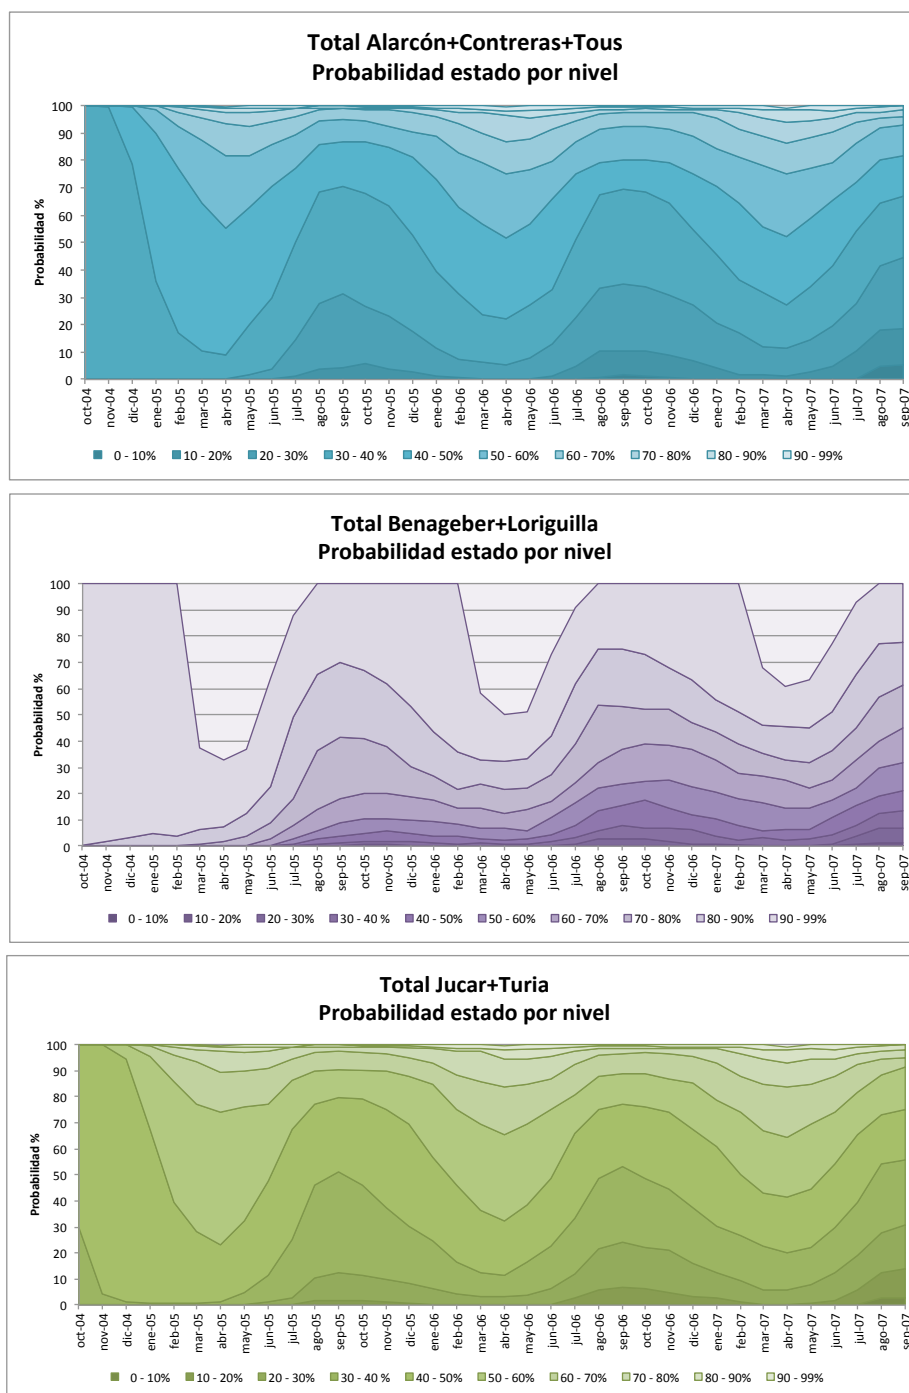 Total Alarcón+Contreras+Tous
Probabilidad estado por nivel
Probabilidad %
100
90
80
70
60
50
40
30
20
10
0
oct-04
nov-04
dic-04
ene-05
feb-05
mar-05
abr-05
may-05
jun-05
jul-05
ago-05
sep-05
oct-05
nov-05
dic-05
ene-06
feb-06
mar-06
abr-06
may-06
jun-06
jul-06
ago-06
sep-06
oct-06
nov-06
dic-06
ene-07
feb-07
mar-07
abr-07
may-07
jun-07
jul-07
ago-07
sep-07
0 - 10% 10 - 20% 20 - 30% 30 - 40 % 40 - 50% 50 - 60% 60 - 70% 70 - 80% 80 - 90% 90 - 99%
Total Benageber+Loriguilla
Probabilidad estado por nivel
Probabilidad %
100
90
80
70
60
50
40
30
20
10
0
oct-04
nov-04
dic-04
ene-05
feb-05
mar-05
abr-05
may-05
jun-05
jul-05
ago-05
sep-05
oct-05
nov-05
dic-05
ene-06
feb-06
mar-06
abr-06
may-06
jun-06
jul-06
ago-06
sep-06
oct-06
nov-06
dic-06
ene-07
feb-07
mar-07
abr-07
may-07
jun-07
jul-07
ago-07
sep-07
0 - 10% 10 - 20% 20 - 30% 30 - 40 % 40 - 50% 50 - 60% 60 - 70% 70 - 80% 80 - 90% 90 - 99%
Total Jucar+Turia
Probabilidad estado por nivel
Probabilidad %
100
90
80
70
60
50
40
30
20
10
0
oct-04
nov-04
dic-04
ene-05
feb-05
mar-05
abr-05
may-05
jun-05
jul-05
ago-05
sep-05
oct-05
nov-05
dic-05
ene-06
feb-06
mar-06
abr-06
may-06
jun-06
jul-06
ago-06
sep-06
oct-06
nov-06
dic-06
ene-07
feb-07
mar-07
abr-07
may-07
jun-07
jul-07
ago-07
sep-07
0 - 10% 10 - 20% 20 - 30% 30 - 40 % 40 - 50% 50 - 60% 60 - 70% 70 - 80% 80 - 90% 90 - 99%